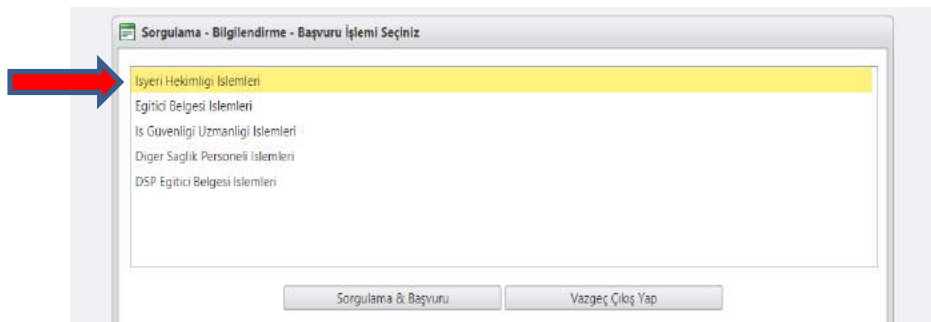 Sorgulama - Bilgilendirme - Başvuru İşlemi Seçiniz
Isyeri Hekimligi Islemleri
Egitici Belgesi Islemleri
Is Güvenligi Uzmanligi Islemleri
Diger Saglik Personeli Islemleri
DSP Egitici Belgesi Islemleri
Sorgulama & Başvuru
Vazgeç Çıkış Yap